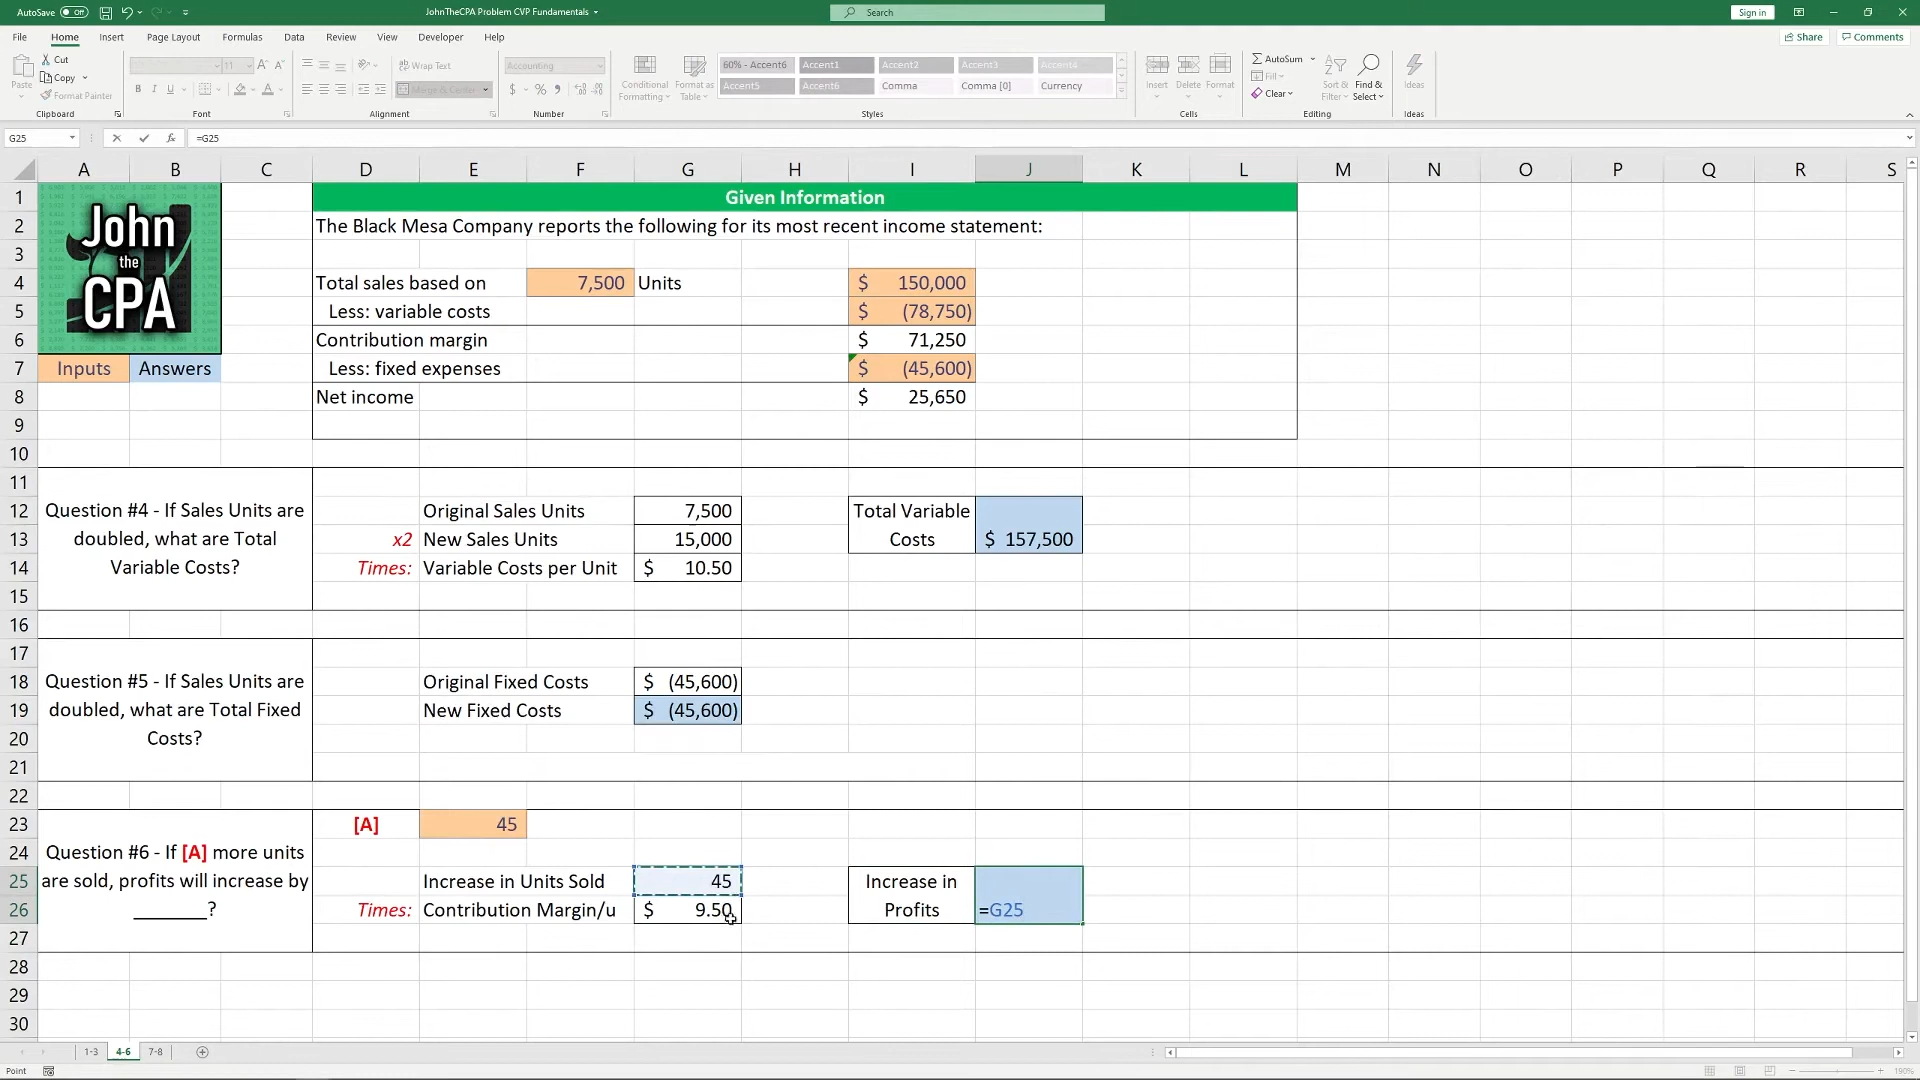 AutoSave Off
JohnTheCPA Problem CVP Fundamentals
Search
Sign in
File Home Insert Page Layout Formulas Data Review View Developer Help
Share Comments
Paste
Cut
Copy
Format Painter
Clipboard
11
B I U
Font
Wrap Text
Merge & Center
Alignment
Accounting
$ % ,
Number
Conditional Formatting
Format as Table
60% - Accent6 Accent1 Accent2 Accent3 Accent4
Accent5 Accent6 Comma Comma [0] Currency
Styles
Insert Delete Format
Cells
AutoSum
Fill
Clear
Sort & Filter
Find & Select
Editing
Ideas
Ideas
G25 fx =G25
A B C D E F G H I J K L M N O P Q R S
1 Given Information
2 The Black Mesa Company reports the following for its most recent income statement:
3
John the CPA
4 Total sales based on 7,500 Units $ 150,000
5 Less: variable costs $ (78,750)
6 Contribution margin $ 71,250
7 Inputs Answers Less: fixed expenses $ (45,600)
8 Net income $ 25,650
9
10
11
Question #4 - If Sales Units are
doubled, what are Total
Variable Costs?
12 Original Sales Units 7,500 Total Variable
13 x2 New Sales Units 15,000 Costs $ 157,500
14 Times: Variable Costs per Unit $ 10.50
15
16
17
Question #5 - If Sales Units are
doubled, what are Total Fixed
Costs?
18 Original Fixed Costs $ (45,600)
19 New Fixed Costs $ (45,600)
20
21
22
23 [A] 45
24
Question #6 - If [A] more units
are sold, profits will increase by
________?
25 Increase in Units Sold 45 Increase in
26 Times: Contribution Margin/u $ 9.50 Profits =G25
27
28
29
30
1-3 4-6 7-8
Point
190%